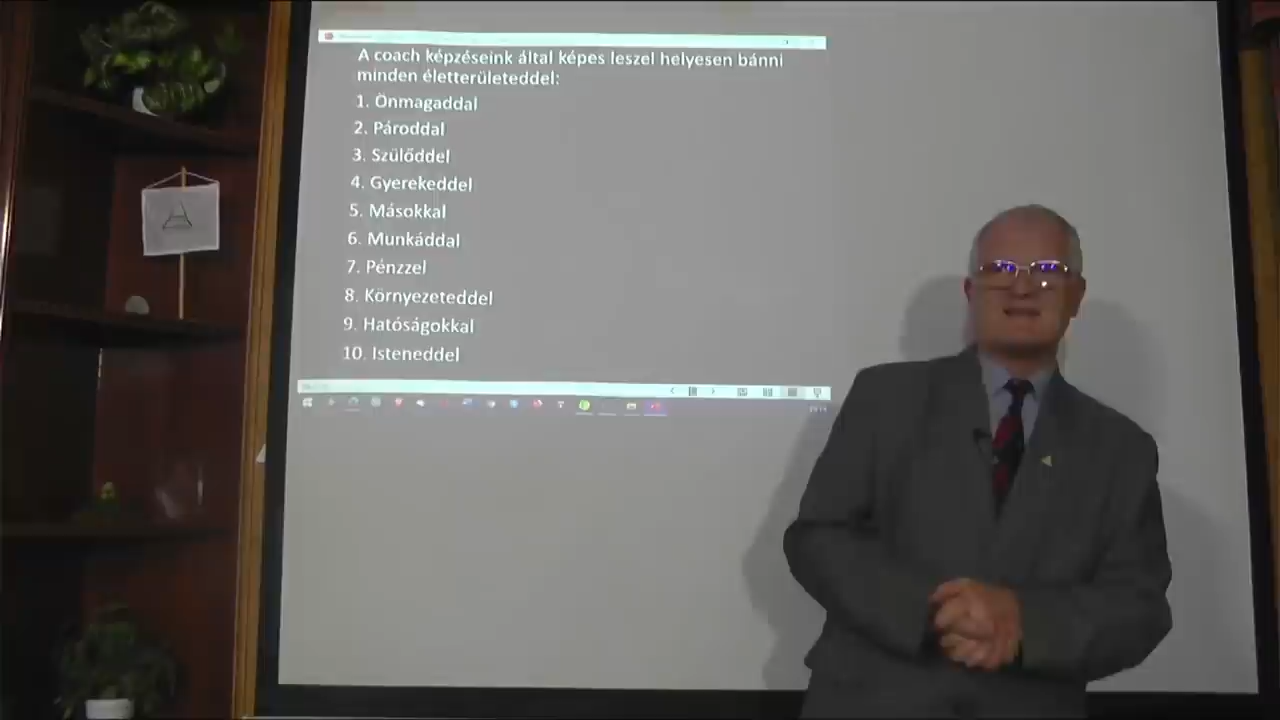 A coach képzéseink által képes leszel helyesen bánni
minden életterületeddel:
1. Önmagaddal
2. Pároddal
3. Szülőddel
4. Gyerekeddel
5. Másokkal
6. Munkáddal
7. Pénzzel
8. Környezeteddel
9. Hatóságokkal
10. Isteneddel